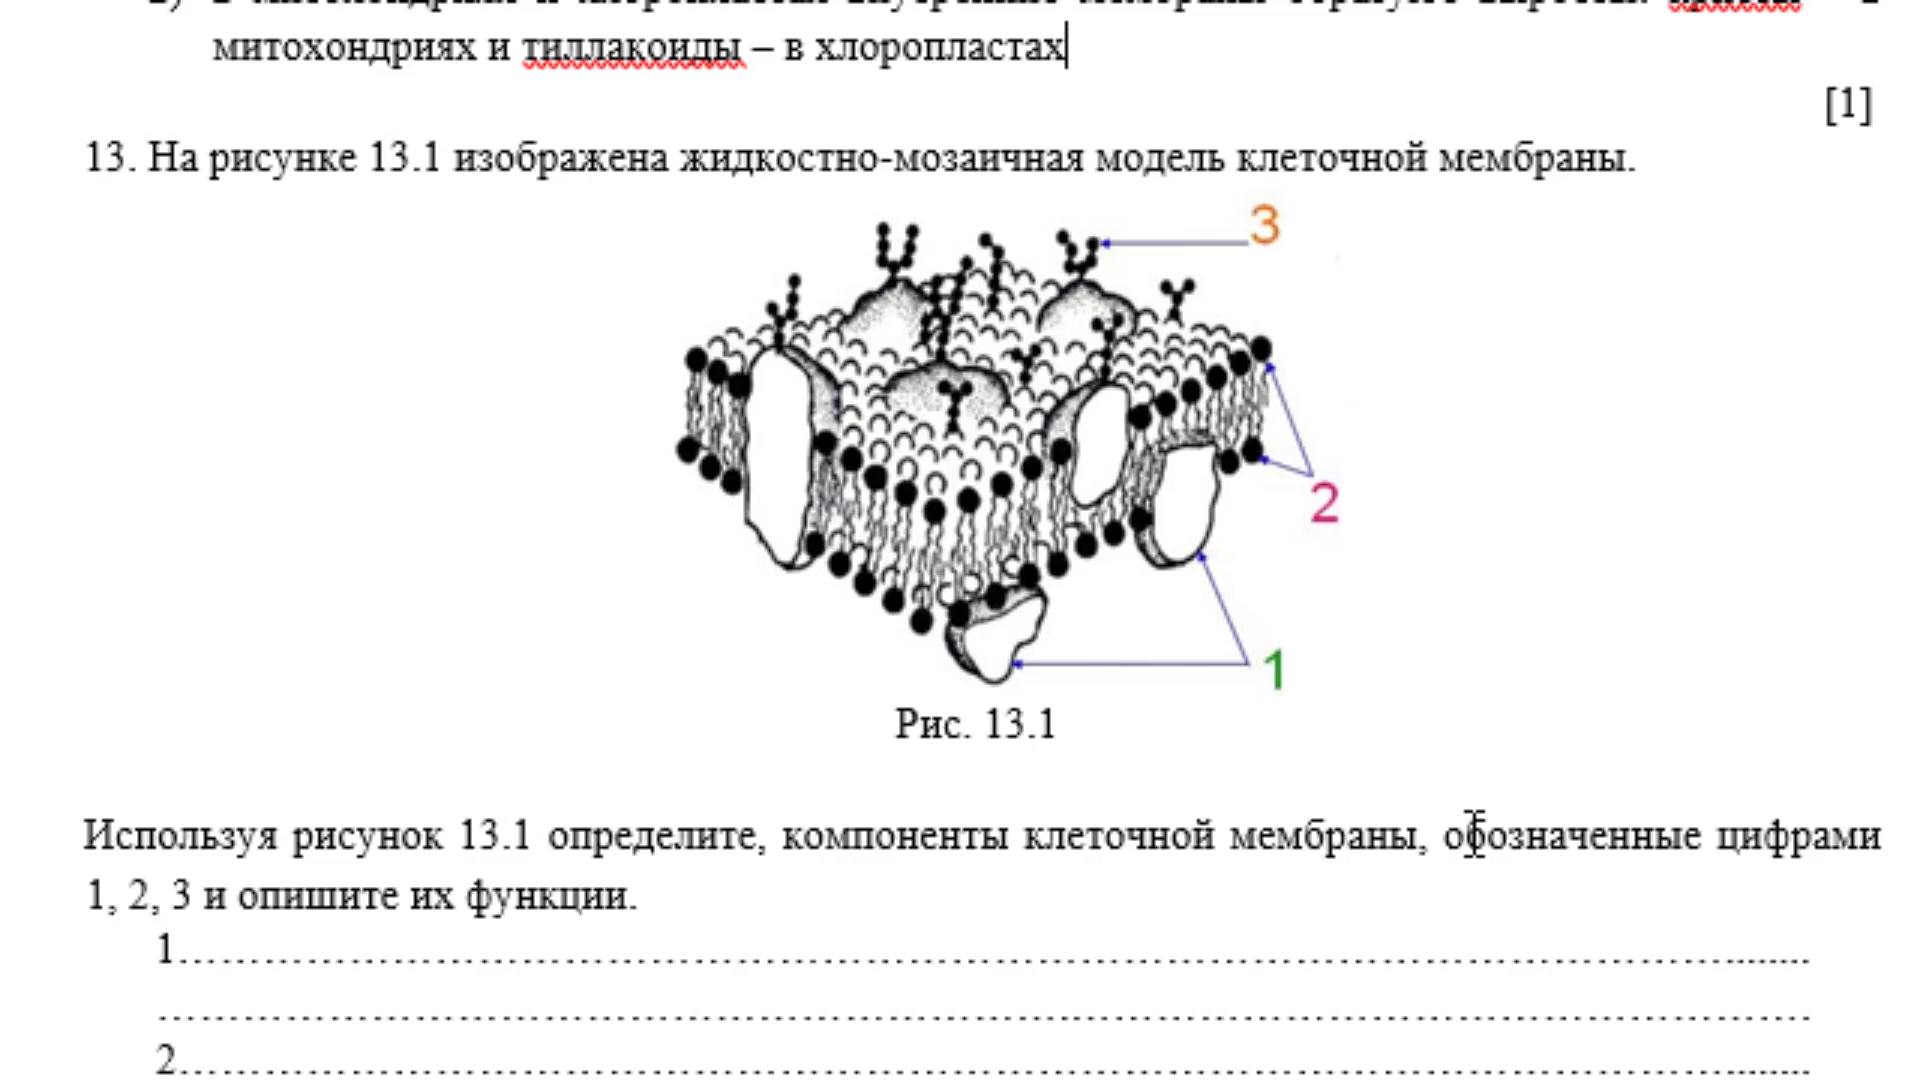 митохондриях и тиллакоиды – в хлоропластах
[1]
13. На рисунке 13.1 изображена жидкостно-мозаичная модель клеточной мембраны.
3
2
1
Рис. 13.1
Используя рисунок 13.1 определите, компоненты клеточной мембраны, обозначенные цифрами
1, 2, 3 и опишите их функции.
1……………………………………………………………………………………………….......
…………………………………………………………………………………………………….......
2……………………………………………………………………………………………….......